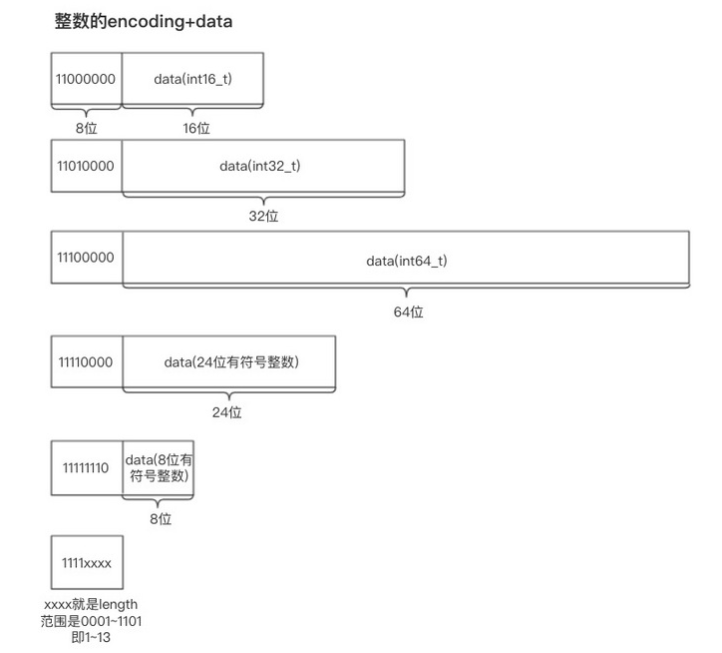 整数的encoding+data
11000000 data(int16_t)
8位 16位
11010000 data(int32_t)
32位
11100000 data(int64_t)
64位
11110000 data(24位有符号整数)
24位
11111110 data(8位有
符号整数)
8位
1111xxxx
xxxx就是length
范围是0001~1101
即1~13